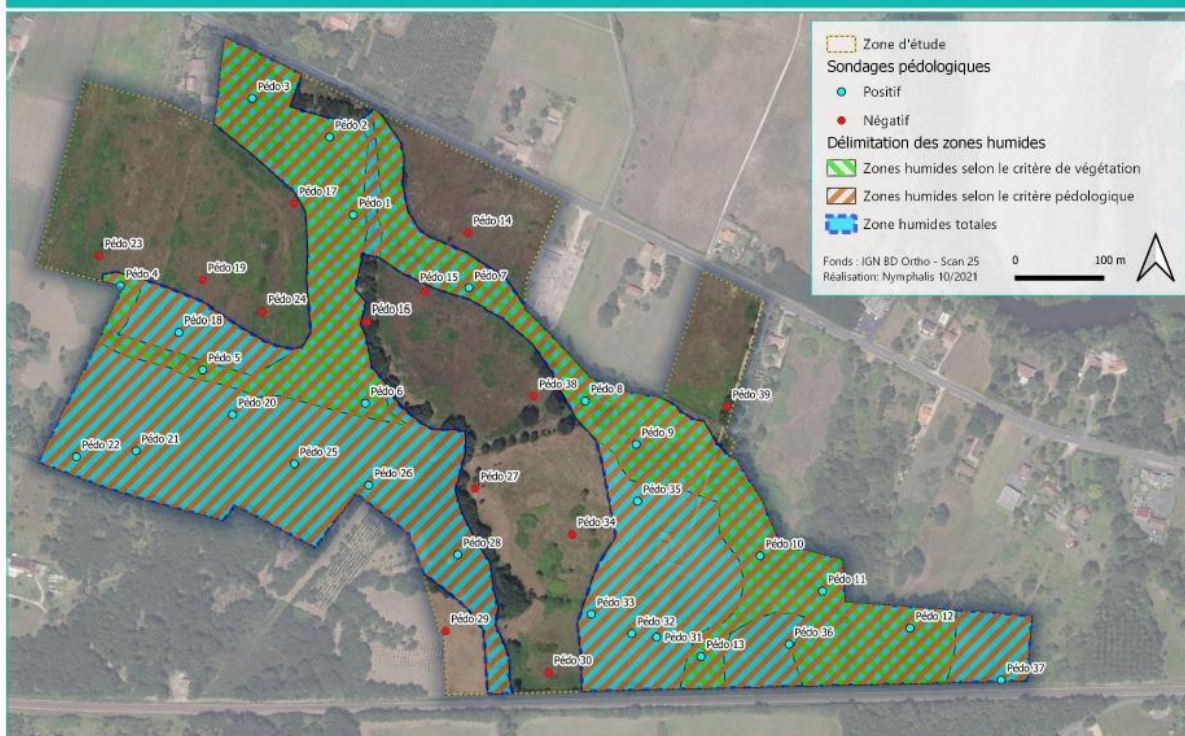 Zone d'étude
Sondages pédologiques
Positif
Négatif
Délimitation des zones humides
Zones humides selon le critère de végétation
Zones humides selon le critère pédologique
Zone humides totales
Fonds : IGN BD Ortho - Scan 25
Réalisation: Nymphalis 10/2021
0 100 m
Pédo 3
Pédo 2
Pédo 17
Pédo 1
Pédo 14
Pédo 23
Pédo 4
Pédo 19
Pédo 15
Pédo 7
Pédo 24
Pédo 16
Pédo 18
Pédo 5
Pédo 6
Pédo 38
Pédo 8
Pédo 39
Pédo 20
Pédo 9
Pédo 22
Pédo 21
Pédo 25
Pédo 26
Pédo 27
Pédo 35
Pédo 34
Pédo 28
Pédo 10
Pédo 11
Pédo 33
Pédo 29
Pédo 32
Pédo 31
Pédo 12
Pédo 36
Pédo 13
Pédo 30
Pédo 37